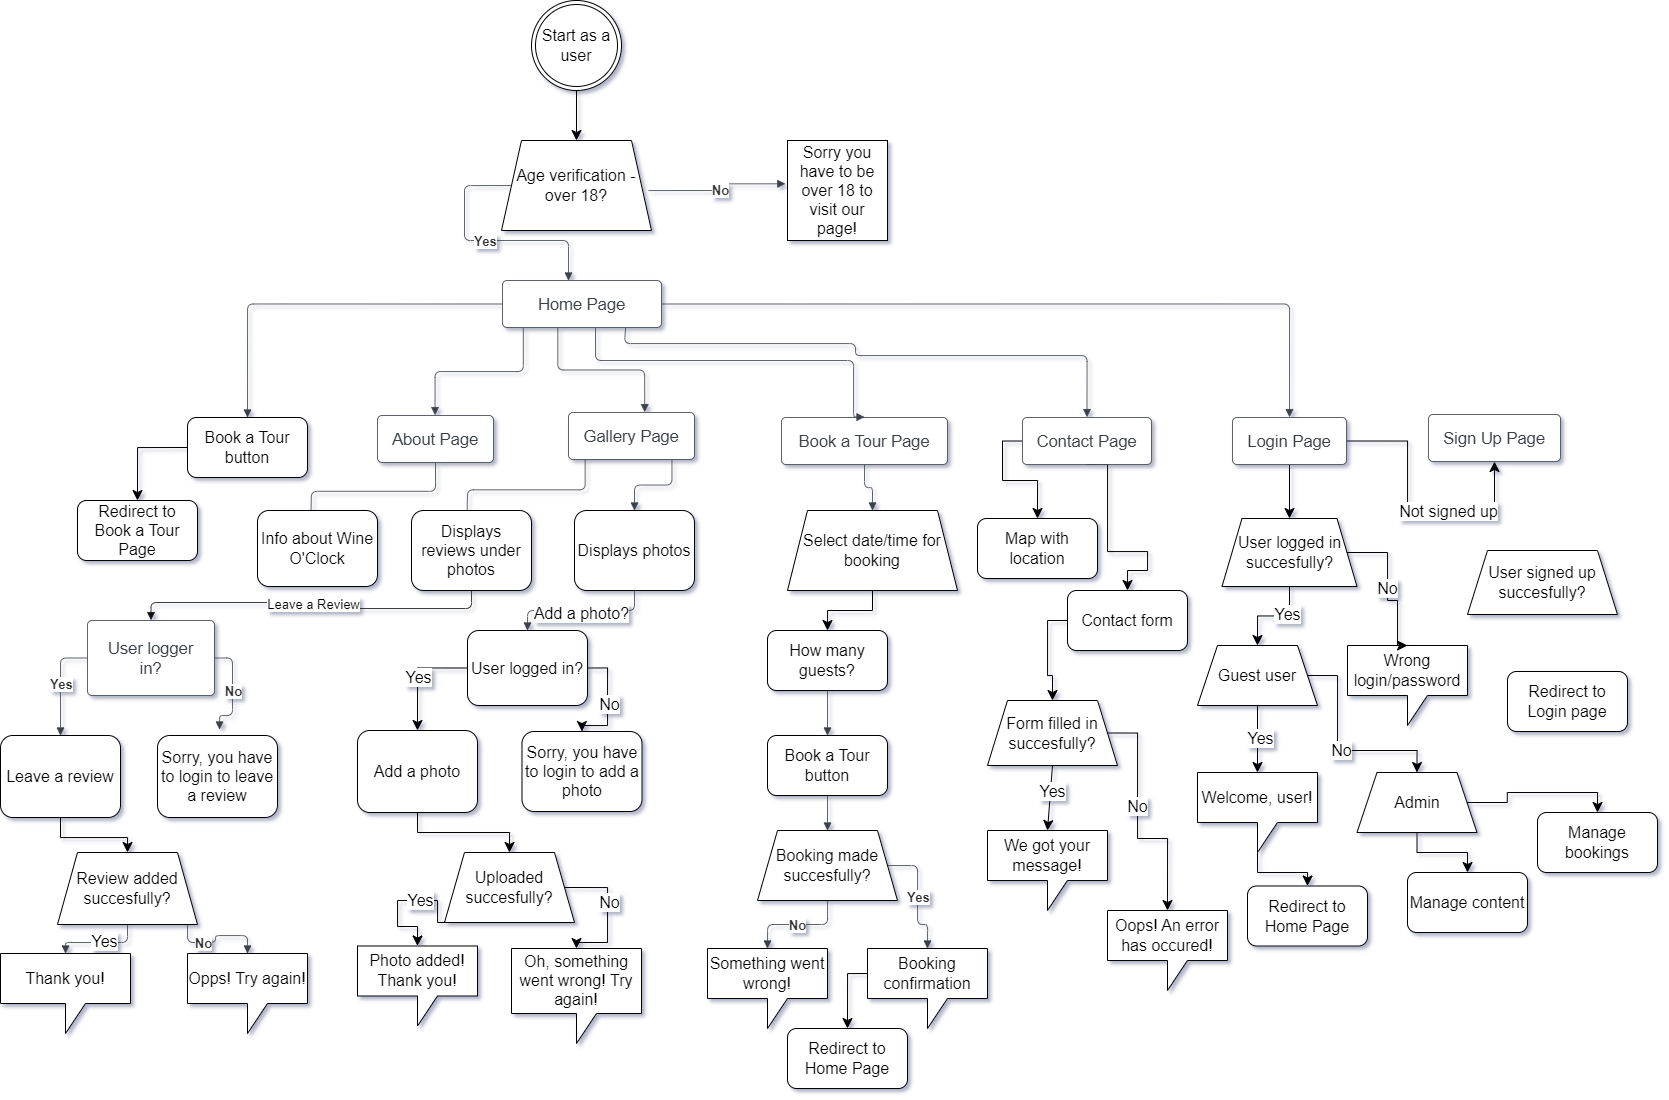 Start as a
user
Age verification -
over 18?
No
Sorry you
have to be
over 18 to
visit our
page!
Yes
Home Page
Book a Tour
button
About Page
Gallery Page
Book a Tour Page
Contact Page
Login Page
Sign Up Page
Redirect to
Book a Tour
Page
Info about Wine
O'Clock
Displays
reviews under
photos
Displays photos
Select date/time for
booking
Map with
location
Not signed up
User logged in
succesfully?
User signed up
succesfully?
Leave a Review
Add a photo?
No
Yes
User logger
in?
User logged in?
How many
guests?
Contact form
Wrong
login/password
Guest user
Redirect to
Login page
Yes
No
Yes
No
Leave a review
Sorry, you have
to login to leave
a review
Add a photo
Sorry, you have
to login to add a
photo
Book a Tour
button
Form filled in
succesfully?
Yes
No
Yes
No
Welcome, user!
Admin
Manage
bookings
Review added
succesfully?
Uploaded
succesfully?
Booking made
succesfully?
We got your
message!
Manage content
Yes
No
Yes
No
No
Yes
Redirect to
Home Page
Oops! An error
has occured!
Thank you!
Opps! Try again!
Photo added!
Thank you!
Oh, something
went wrong! Try
again!
Something went
wrong!
Booking
confirmation
Redirect to
Home Page